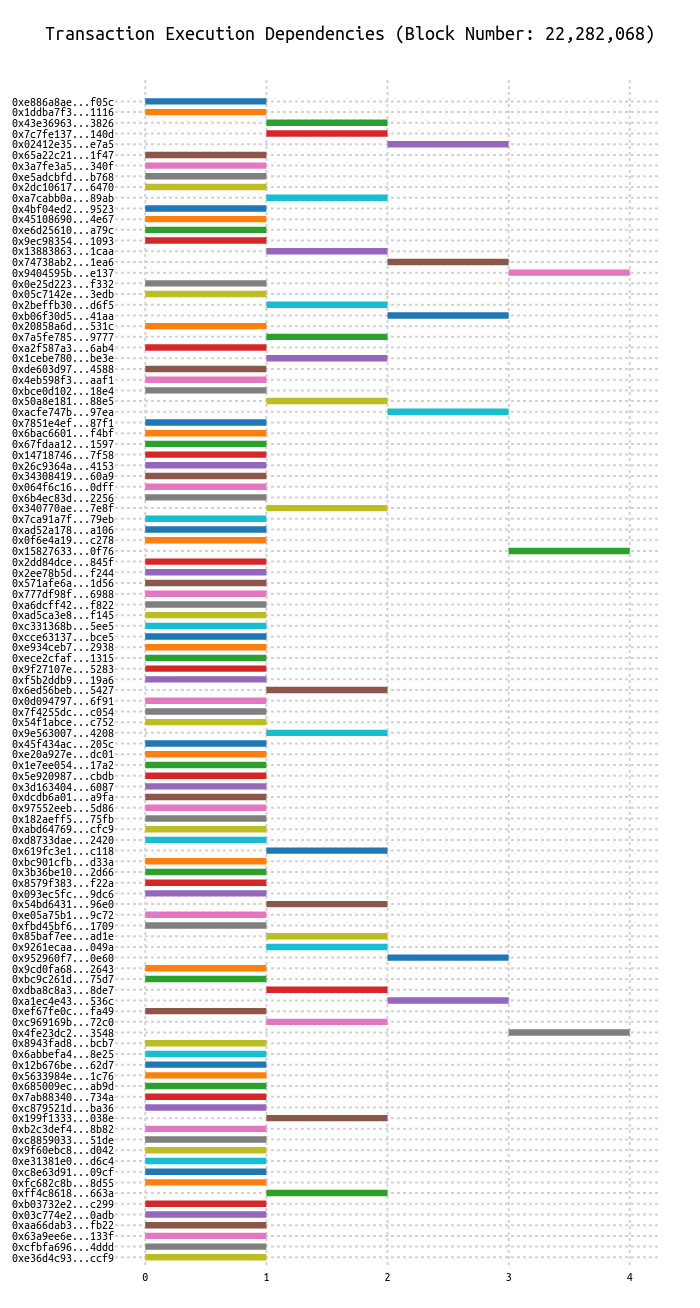 Transaction Execution Dependencies (Block Number: 22,282,068)
0xe886a8ae...f05c
0x1ddba7f3...1116
0x43e36963...3826
0x7c7fe137...140d
0x02412e35...e7a5
0x65a22c21...1f47
0x3a7fe3a5...340f
0xe5adcbfd...b768
0x2dc10617...6470
0xa7cabb0a...89ab
0x4bf04ed2...9523
0x45108690...4e67
0xe6d25610...a79c
0x9ec98354...1093
0x13883863...1caa
0x74738ab2...1ea6
0x9404595b...e137
0x0e25d223...f332
0x05c7142e...3edb
0x2beffb30...d6f5
0xb06f30d5...41aa
0x20858a6d...531c
0x7a5fe785...9777
0xa2f587a3...6ab4
0x1cebe780...be3e
0xde603d97...4588
0x4eb598f3...aaf1
0xbce0d102...18e4
0x50a8e181...88e5
0xacfe747b...97ea
0x7851e4ef...87f1
0x6bac6601...f4bf
0x67fdaa12...1597
0x14718746...7f58
0x26c9364a...4153
0x34308419...60a9
0x064f6c16...0dff
0x6b4ec83d...2256
0x340770ae...7e8f
0x7ca91a7f...79eb
0xad52a178...a106
0x0f6e4a19...c278
0x15827633...0f76
0x2dd84dce...845f
0x2ee78b5d...f244
0x571afe6a...1d56
0x777df98f...6988
0xa6dcff42...f822
0xad5ca3e8...f145
0xc331368b...5ee5
0xcce63137...bce5
0xe934ceb7...2938
0xece2cfaf...1315
0x9f27107e...5283
0xf5b2ddb9...19a6
0x6ed56beb...5427
0x0d094797...6f91
0x7f4255dc...c054
0x54f1abce...c752
0x9e563007...4208
0x45f434ac...205c
0xe20a927e...dc01
0x1e7ee054...17a2
0x5e920987...cbdb
0x3d163404...6087
0xdcdb6a01...a9fa
0x97552eeb...5d86
0x182aeff5...75fb
0xabd64769...cfc9
0xd8733dae...2420
0x619fc3e1...c118
0xbc901cfb...d33a
0x3b36be10...2d66
0x8579f383...f22a
0x093ec5fc...9dc6
0x54bd6431...96e0
0xe05a75b1...9c72
0xfbd45bf6...1709
0x85baf7ee...ad1e
0x9261ecaa...049a
0x952960f7...0e60
0x9cd0fa68...2643
0xbc9c261d...75d7
0xdba8c8a3...8de7
0xa1ec4e43...536c
0xef67fe0c...fa49
0xc969169b...72c0
0x4fe23dc2...3548
0x8943fad8...bcb7
0x6abbefa4...8e25
0x12b676be...62d7
0x5633984e...1c76
0x685009ec...ab9d
0x7ab88340...734a
0xc879521d...ba36
0x199f1333...038e
0xb2c3def4...8b82
0xc8859033...51de
0x9f60ebc8...d042
0xe31381e0...d6c4
0xc8e63d91...09cf
0xfc682c8b...8d55
0xff4c8618...663a
0xb03732e2...c299
0x03c774e2...0adb
0xaa66dab3...fb22
0x63a9ee6e...133f
0xcfbfa696...4ddd
0xe36d4c93...ccf9
0 1 2 3 4